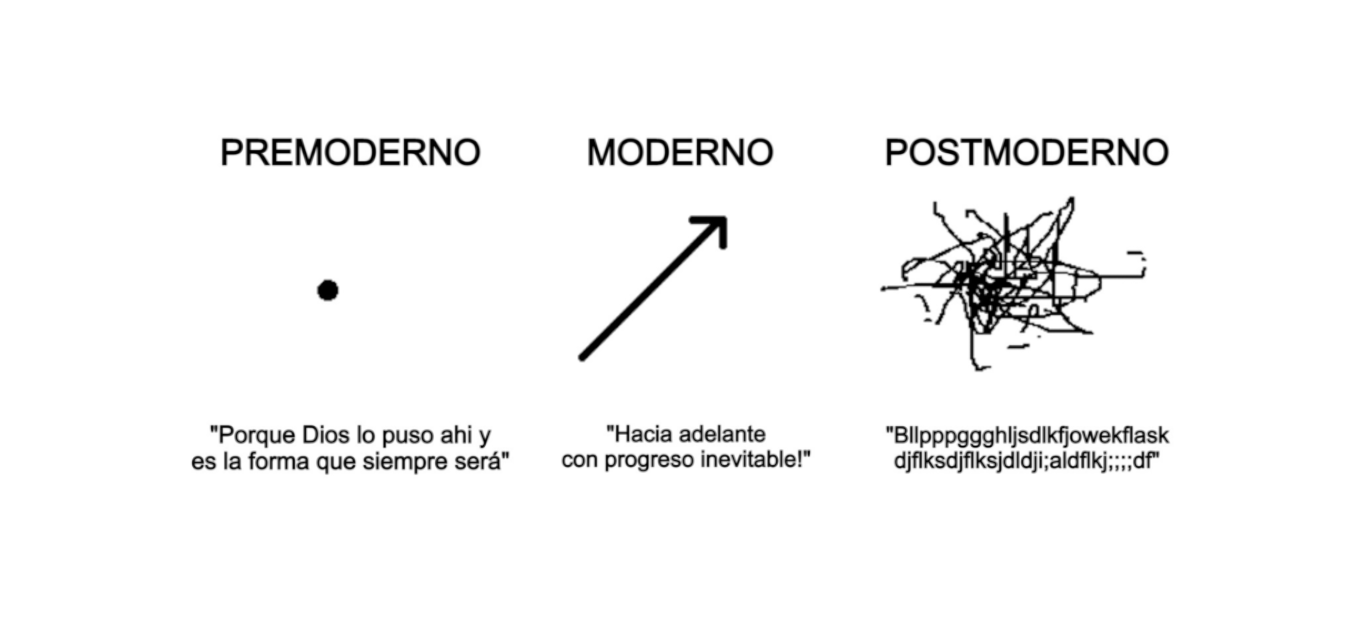 PREMODERNO
MODERNO
POSTMODERNO
"Porque Dios lo puso ahi y
es la forma que siempre será"
"Hacia adelante
con progreso inevitable!"
"Bllpppggghljsdlkfjowekflask
djflksdjflksjdldji;aldflkj;;;;df"